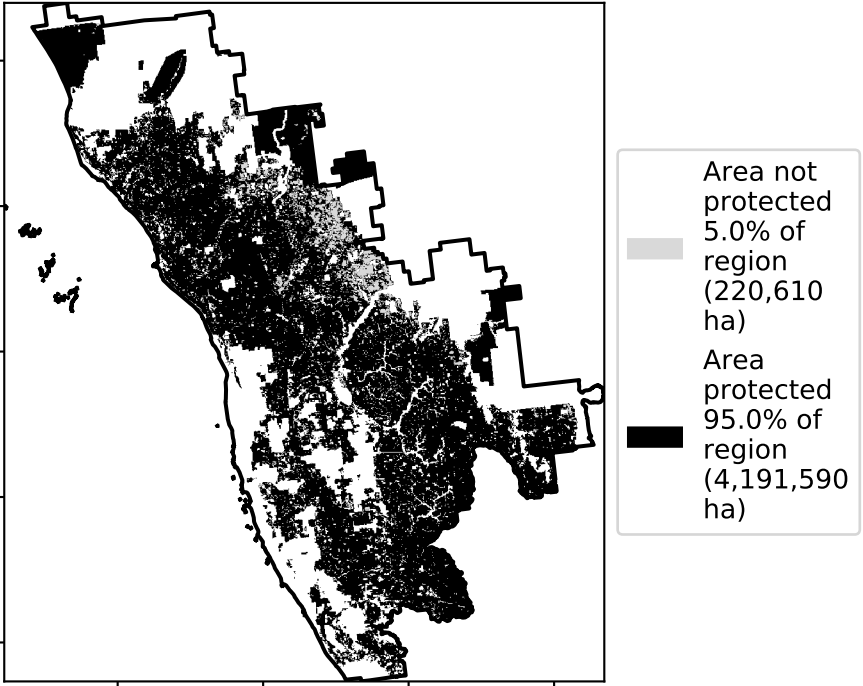 Area not
protected
5.0% of
region
(220,610
ha)
Area
protected
95.0% of
region
(4,191,590
ha)